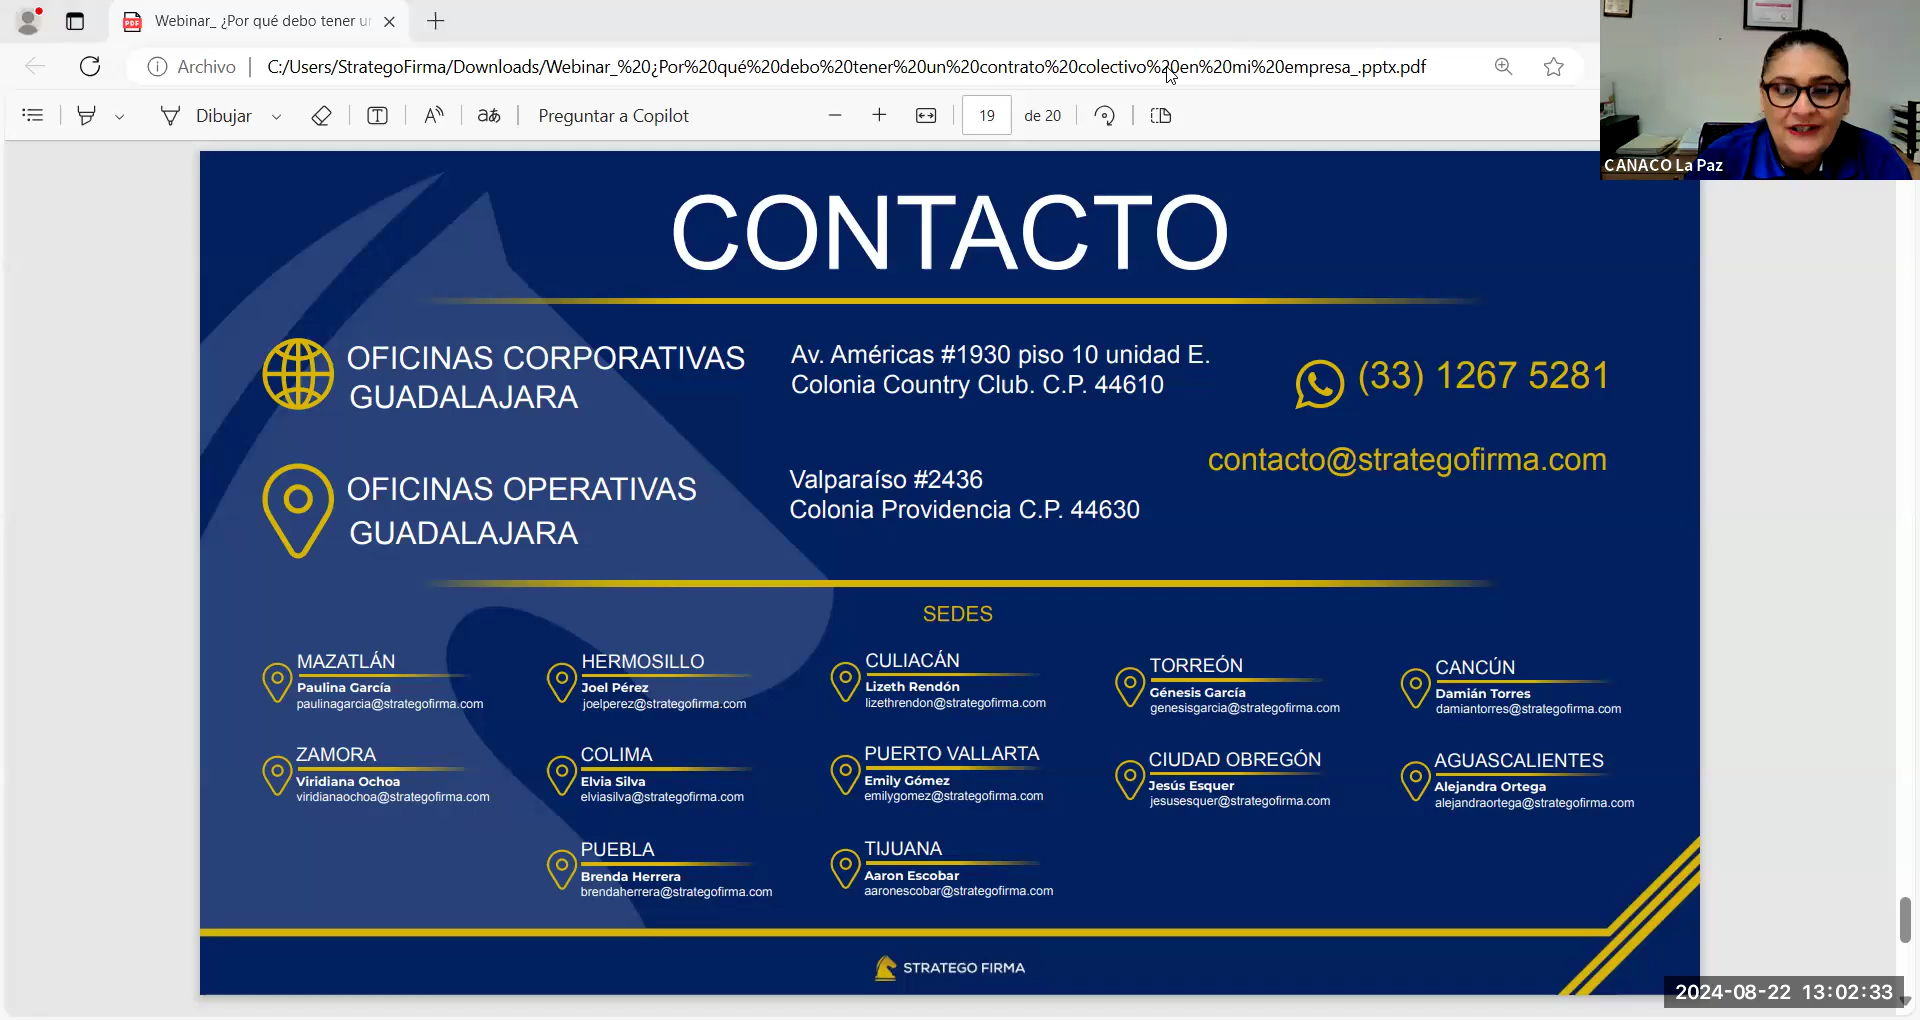 Webinar_ ¿Por qué debo tener un
Archivo
C:/Users/StrategoFirma/Downloads/Webinar_%20¿Por%20qué%20debo%20tener%20un%20contrato%20colectivo%20en%20mi%20empresa_.pptx.pdf
Dibujar
Preguntar a Copilot
19
de 20
CANACO La Paz
CONTACTO
OFICINAS CORPORATIVAS
GUADALAJARA
Av. Américas #1930 piso 10 unidad E.
Colonia Country Club. C.P. 44610
(33) 1267 5281
contacto@strategofirma.com
OFICINAS OPERATIVAS
GUADALAJARA
Valparaíso #2436
Colonia Providencia C.P. 44630
SEDES
MAZATLÁN
Paulina García
paulinagarcia@strategofirma.com
HERMOSILLO
Joel Pérez
joelperez@strategofirma.com
CULIACÁN
Lizeth Rendón
lizethrendon@strategofirma.com
TORREÓN
Génesis García
genesisgarcia@strategofirma.com
CANCÚN
Damián Torres
damiantorres@strategofirma.com
ZAMORA
Viridiana Ochoa
viridianaochoa@strategofirma.com
COLIMA
Elvia Silva
elviasilva@strategofirma.com
PUERTO VALLARTA
Emily Gómez
emilygomez@strategofirma.com
CIUDAD OBREGÓN
Jesús Esquer
jesusesquer@strategofirma.com
AGUASCALIENTES
Alejandra Ortega
alejandraortega@strategofirma.com
PUEBLA
Brenda Herrera
brendaherrera@strategofirma.com
TIJUANA
Aaron Escobar
aaronescobar@strategofirma.com
STRATEGO FIRMA
2024-08-22 13:02:33